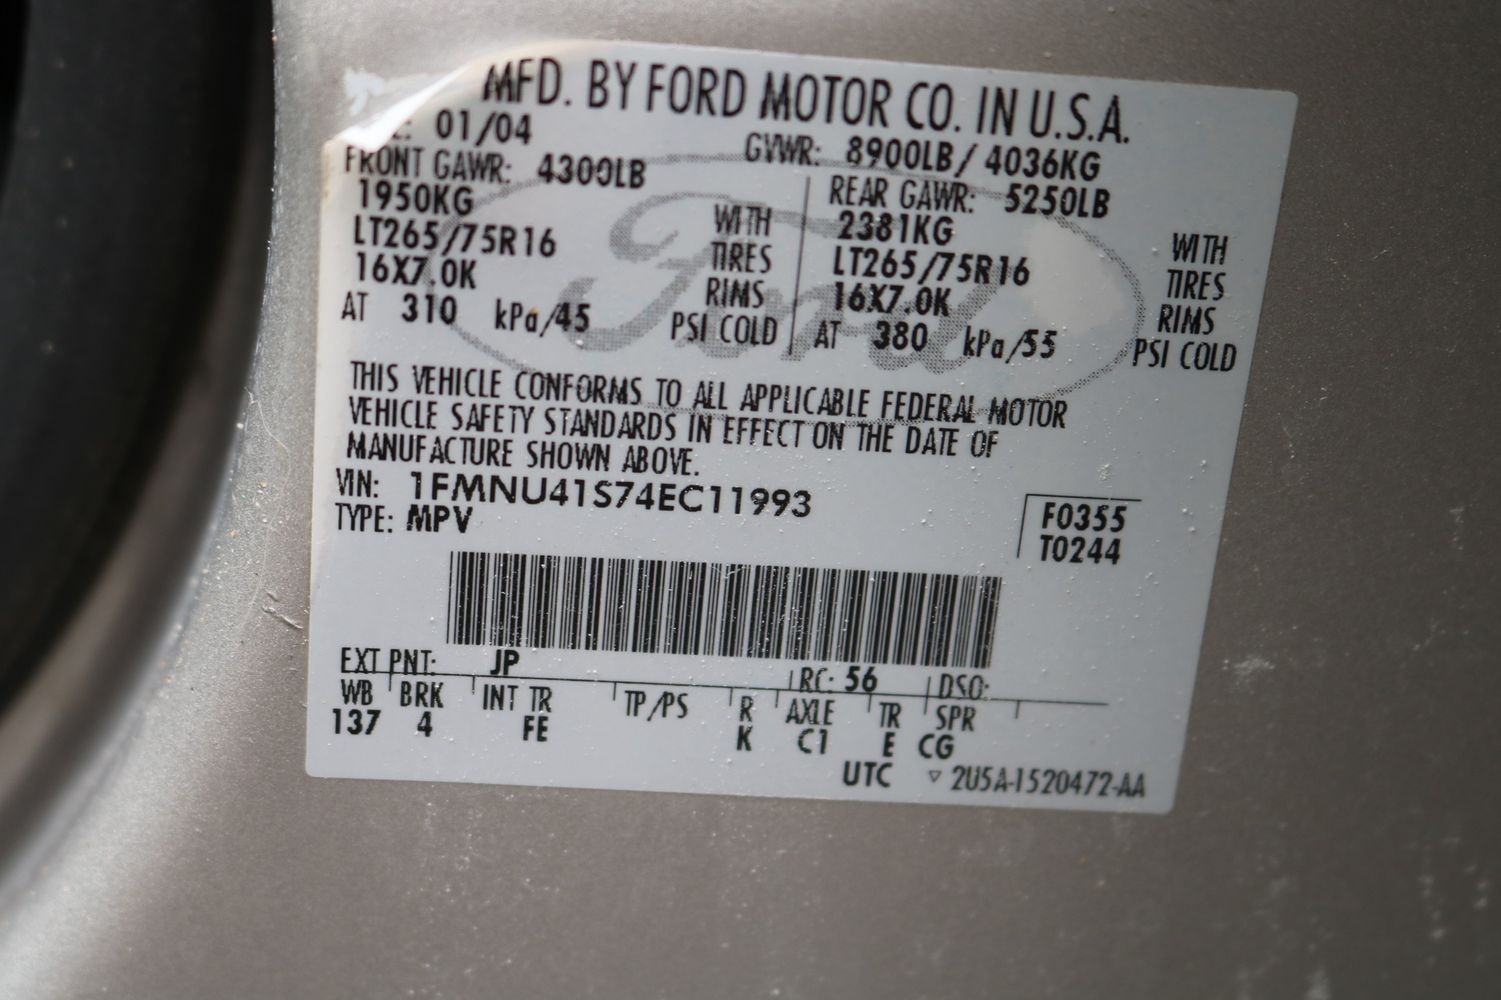 MFD. BY FORD MOTOR CO. IN U.S.A.
01/04 GVWR: 8900LB/ 4036KG
FRONT GAWR: 4300LB REAR GAWR: 5250LB
1950KG WITH 2381KG WITH
LT265/75R16 TIRES LT265/75R16 TIRES
16X7.0K RIMS 16X7.0K RIMS
AT 310 kPa/45 PSI COLD AT 380 kPa/55 PSI COLD
Ford
THIS VEHICLE CONFORMS TO ALL APPLICABLE FEDERAL MOTOR
VEHICLE SAFETY STANDARDS IN EFFECT ON THE DATE OF
MANUFACTURE SHOWN ABOVE.
VIN: 1FMNU41S74EC11993
TYPE: MPV
F0355
T0244
EXT PNT: JP RC: 56 DSO:
WB BRK INT TR TP/PS R AXLE TR SPR
137 4 FE K C1 E CG
UTC ▽ 2U5A-1520472-AA